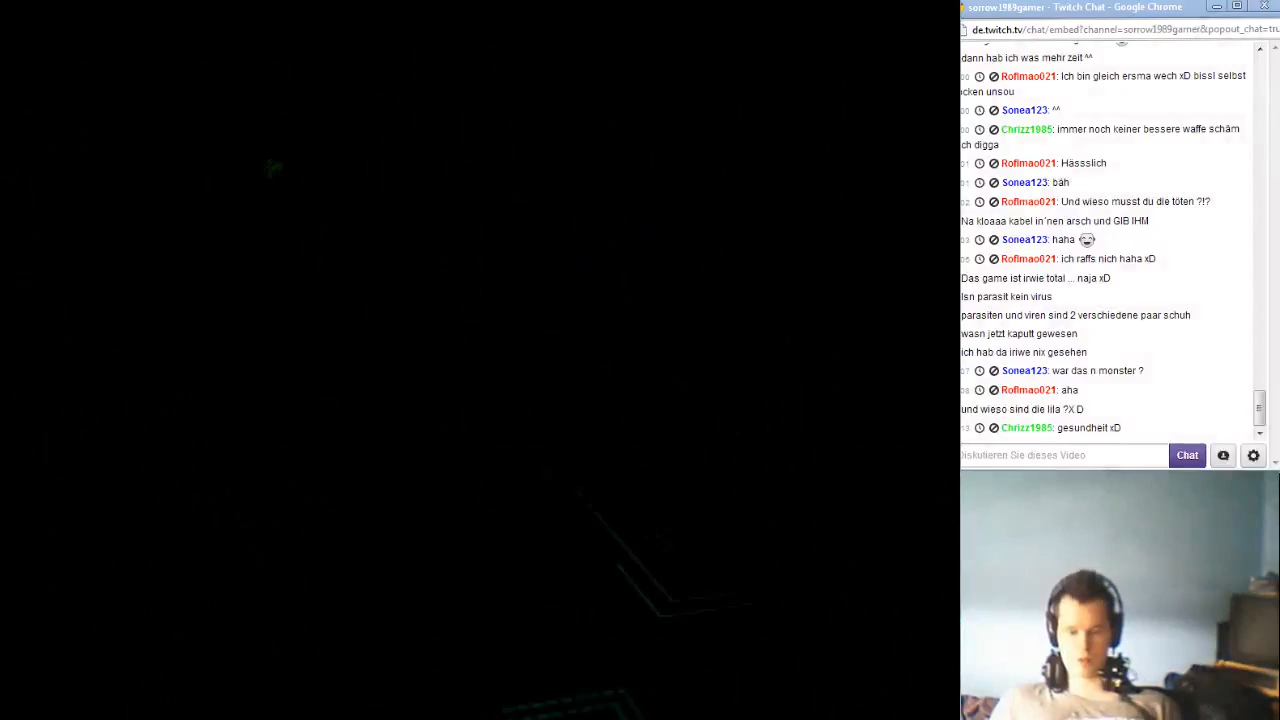 sorrow1989gamer - Twitch Chat - Google Chrome
de.twitch.tv/chat/embed?channel=sorrow1989gamer&popout_chat=tru
dann hab ich was mehr zeit ^^
Roflmao021: Ich bin gleich ersma wech xD bissl selbst
ocken unsou
Sonea123: ^^
Chrizz1985: immer noch keiner bessere waffe schäm
ch digga
Roflmao021: Hässslich
Sonea123: bäh
Roflmao021: Und wieso musst du die töten ?!?
Na kloaaa kabel in´nen arsch und GIB IHM
Sonea123: haha
Roflmao021: ich raffs nich haha xD
Das game ist irwie total ... naja xD
Isn parasit kein virus
parasiten und viren sind 2 verschiedene paar schuh
wasn jetzt kaputt gewesen
ich hab da iriwe nix gesehen
Sonea123: war das n monster ?
Roflmao021: aha
und wieso sind die lila ?X D
Chrizz1985: gesundheit xD
Diskutieren Sie dieses Video
Chat